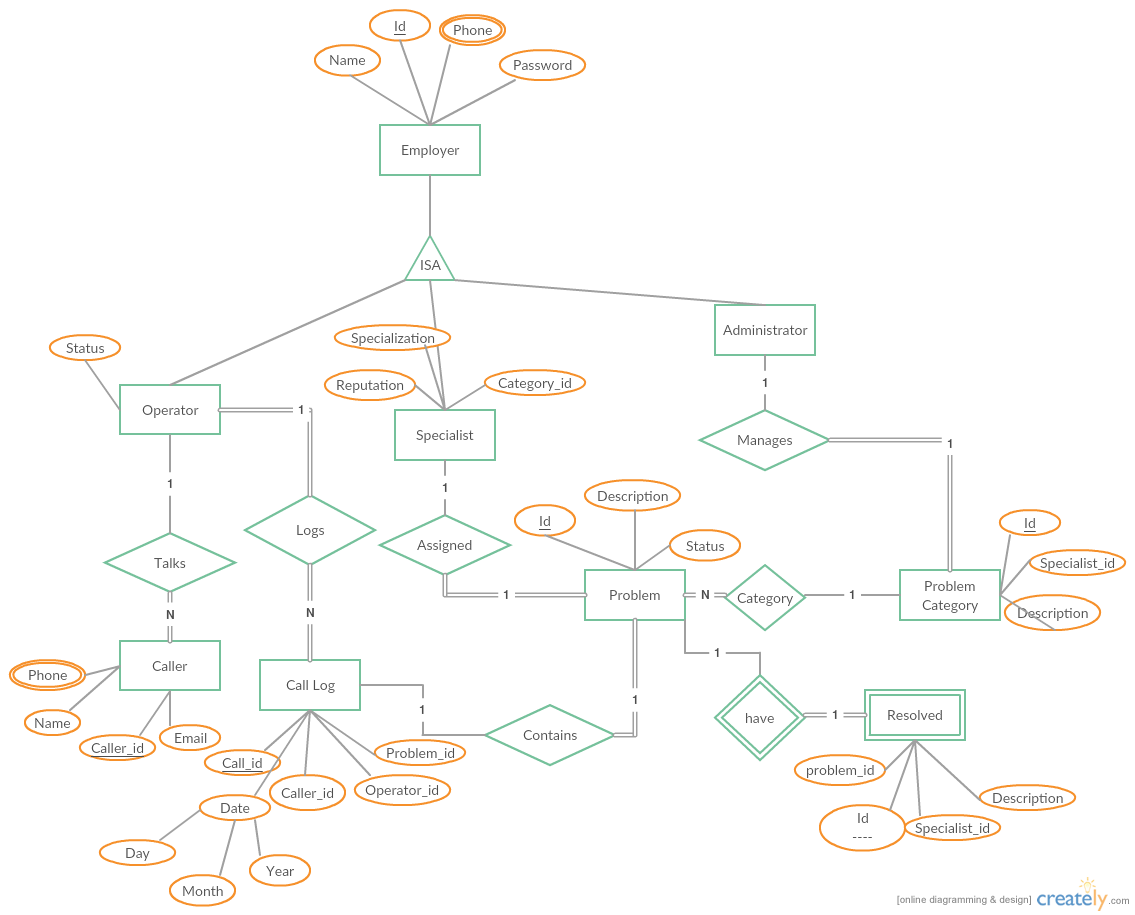 Id
Phone
Name
Password
Employer
ISA
Administrator
Status
Specialization
Reputation
Category_id
Operator
1
Specialist
1
Manages
1
1
1
Logs
Talks
Assigned
Description
Id
Status
Id
Specialist_id
Description
N
N
1
Problem
N
Category
1
Problem
Category
Caller
Call Log
Phone
Name
Caller_id
Email
1
Contains
1
1
have
1
Resolved
Call_id
Caller_id
Operator_id
Problem_id
Date
Day
Month
Year
problem_id
Id
----
Specialist_id
Description
[online diagramming & design] creately.com